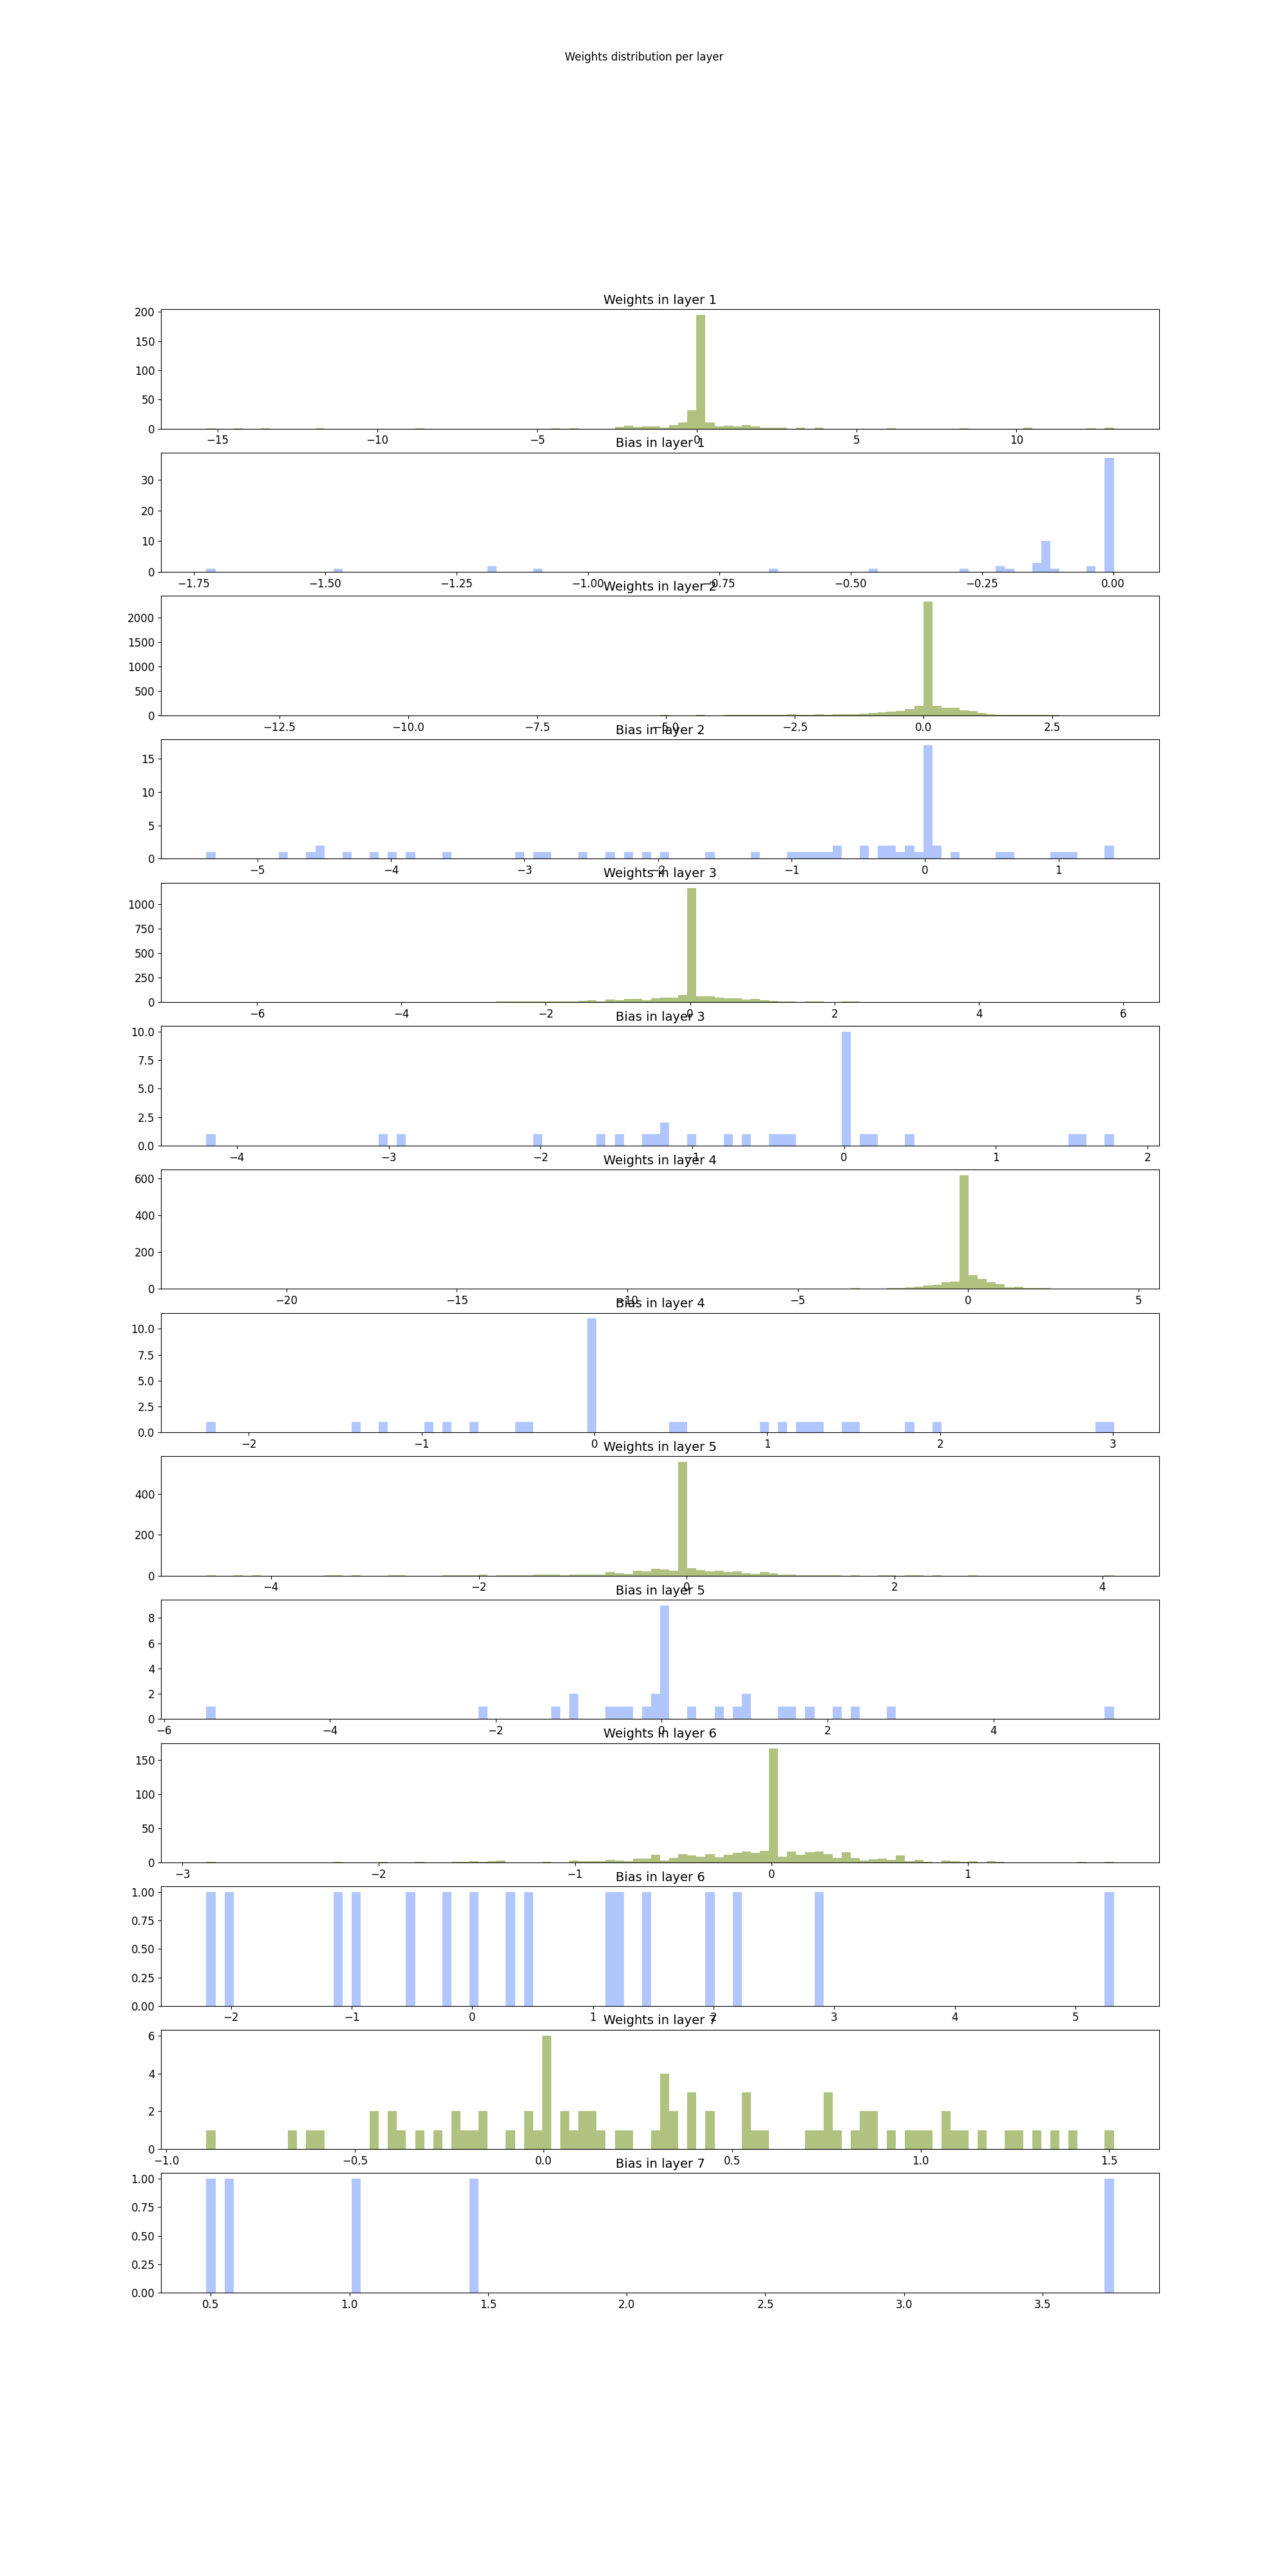 Weights distribution per layer
Weights in layer 1
200
150
100
50
0
−15 −10 −5 0 5 10
Bias in layer 1
30
20
10
0
−1.75 −1.50 −1.25 −1.00 −0.75 −0.50 −0.25 0.00
Weights in layer 2
2000
1500
1000
500
0
−12.5 −10.0 −7.5 −5.0 −2.5 0.0 2.5
Bias in layer 2
15
10
5
0
−5 −4 −3 −2 −1 0 1
Weights in layer 3
1000
750
500
250
0
−6 −4 −2 0 2 4 6
Bias in layer 3
10.0
7.5
5.0
2.5
0.0
−4 −3 −2 −1 0 1 2
Weights in layer 4
600
400
200
0
−20 −15 −10 −5 0 5
Bias in layer 4
10.0
7.5
5.0
2.5
0.0
−2 −1 0 1 2 3
Weights in layer 5
400
200
0
−4 −2 0 2 4
Bias in layer 5
8
6
4
2
0
−6 −4 −2 0 2 4
Weights in layer 6
150
100
50
0
−3 −2 −1 0 1
Bias in layer 6
1.00
0.75
0.50
0.25
0.00
−2 −1 0 1 2 3 4 5
Weights in layer 7
6
4
2
0
−1.0 −0.5 0.0 0.5 1.0 1.5
Bias in layer 7
1.00
0.75
0.50
0.25
0.00
0.5 1.0 1.5 2.0 2.5 3.0 3.5